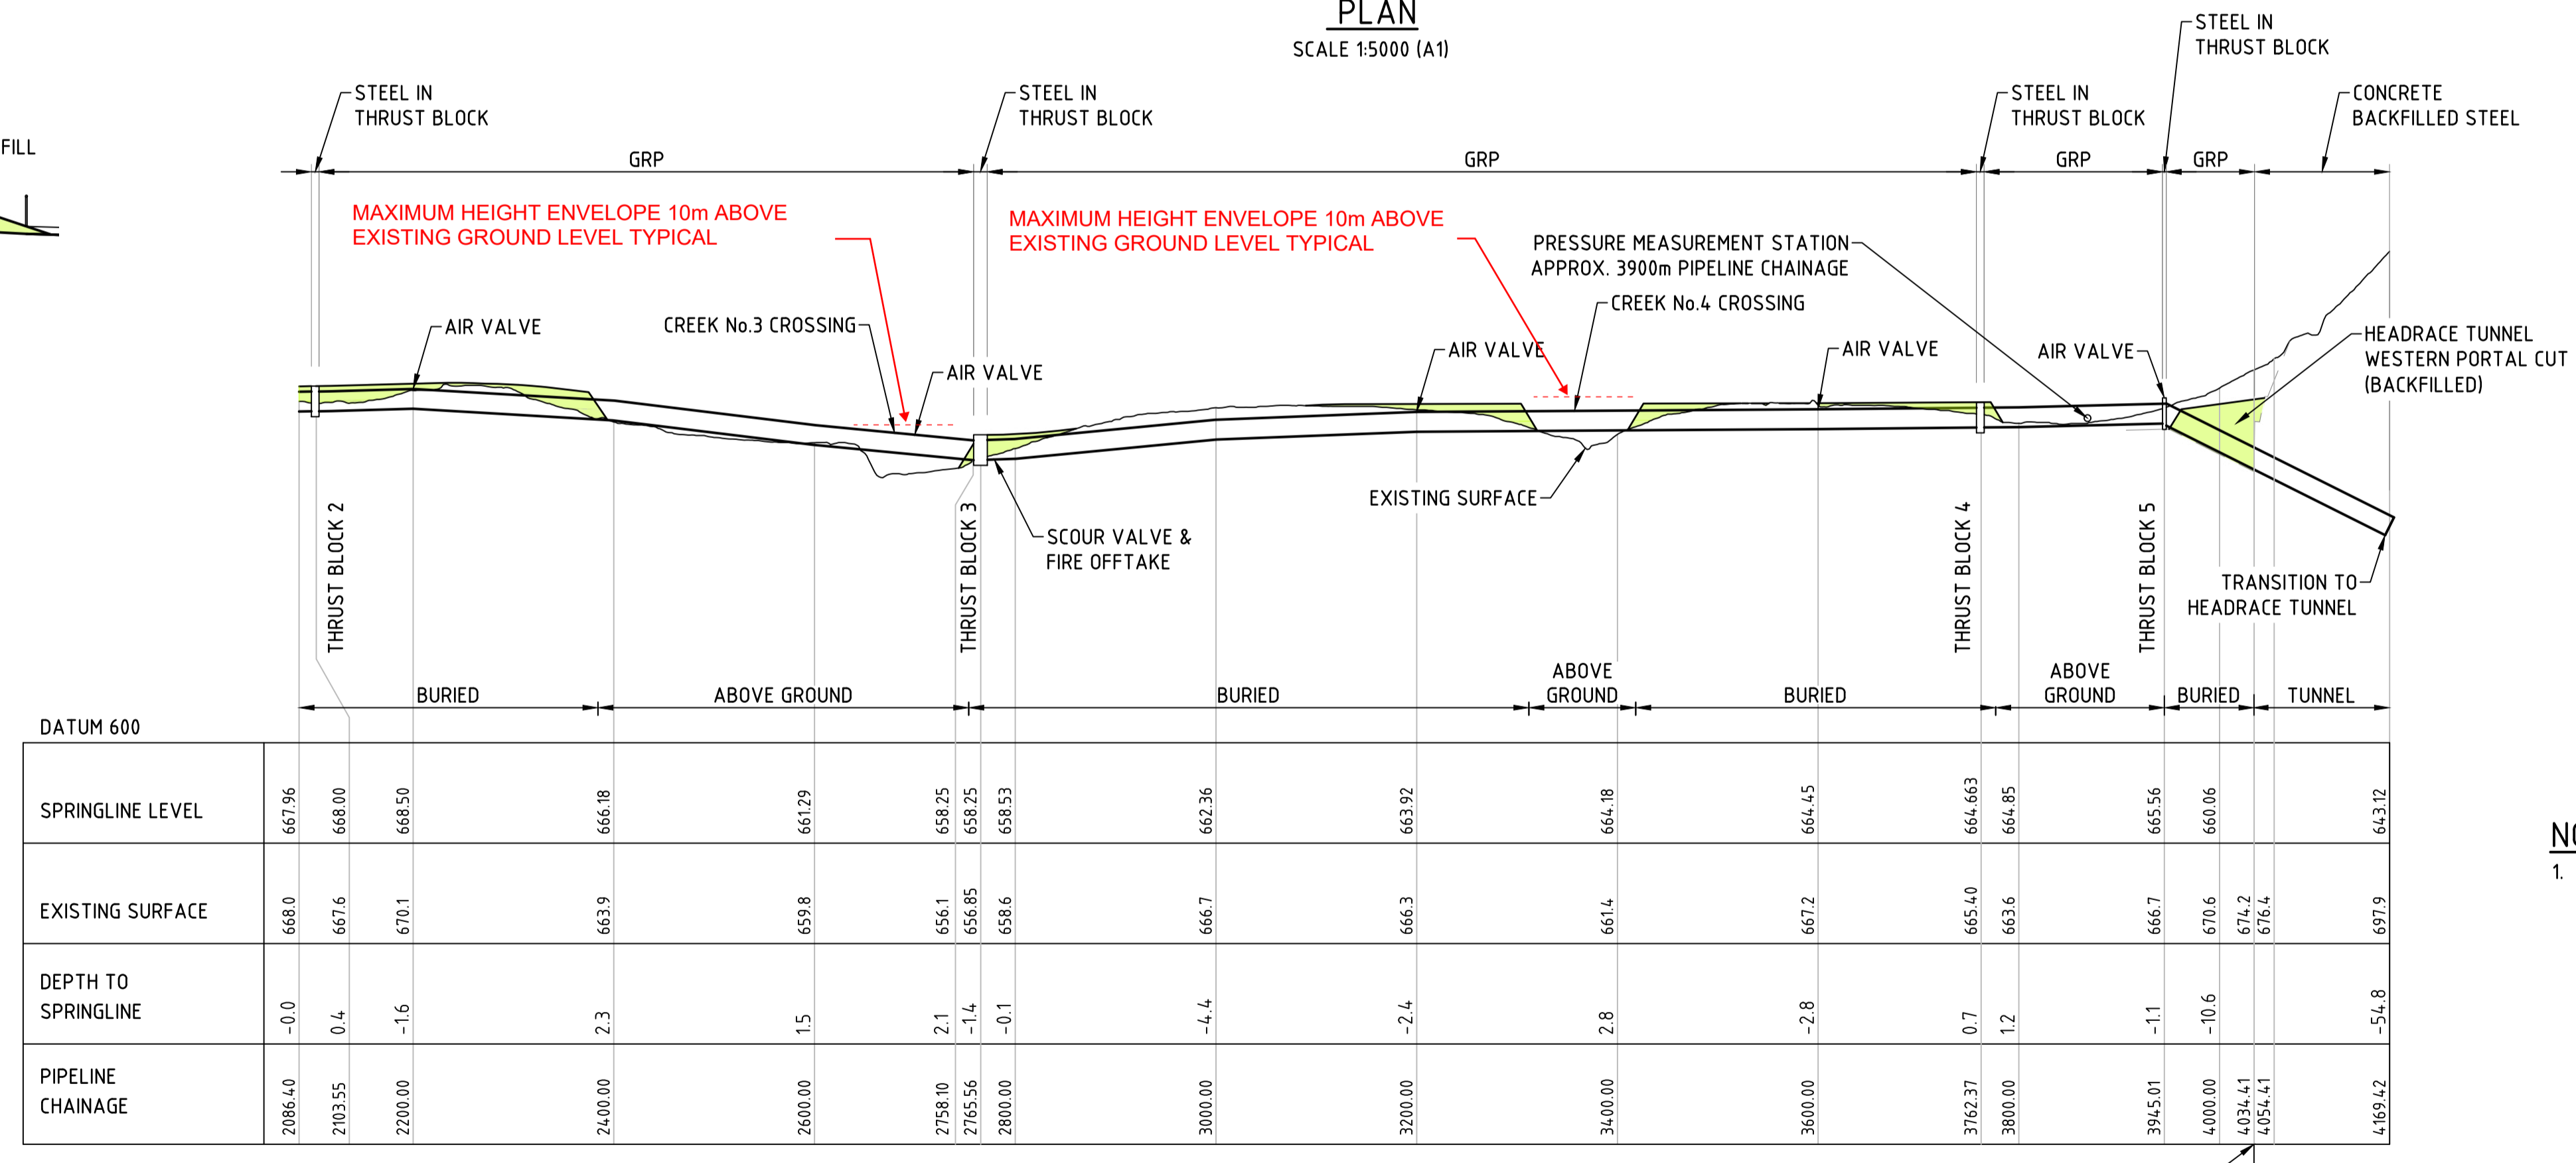 PLAN
SCALE 1:5000 (A1)
STEEL IN
THRUST BLOCK
STEEL IN
THRUST BLOCK
STEEL IN
THRUST BLOCK
STEEL IN
THRUST BLOCK
CONCRETE
BACKFILLED STEEL
FILL
GRP
GRP
GRP
GRP
MAXIMUM HEIGHT ENVELOPE 10m ABOVE
EXISTING GROUND LEVEL TYPICAL
MAXIMUM HEIGHT ENVELOPE 10m ABOVE
EXISTING GROUND LEVEL TYPICAL
PRESSURE MEASUREMENT STATION
APPROX. 3900m PIPELINE CHAINAGE
CREEK No.4 CROSSING
AIR VALVE
CREEK No.3 CROSSING
AIR VALVE
AIR VALVE
AIR VALVE
AIR VALVE
HEADRACE TUNNEL
WESTERN PORTAL CUT
(BACKFILLED)
EXISTING SURFACE
SCOUR VALVE &
FIRE OFFTAKE
THRUST BLOCK 2
THRUST BLOCK 3
THRUST BLOCK 4
THRUST BLOCK 5
TRANSITION TO
HEADRACE TUNNEL
BURIED
ABOVE GROUND
BURIED
ABOVE
GROUND
BURIED
ABOVE
GROUND
BURIED
TUNNEL
DATUM 600
SPRINGLINE LEVEL
667.96
668.00
668.50
666.18
661.29
658.25
658.25
658.53
662.36
663.92
664.18
664.45
664.663
664.85
665.56
660.06
643.12
EXISTING SURFACE
668.0
667.6
670.1
663.9
659.8
656.1
656.85
658.6
666.7
666.3
661.4
667.2
665.40
663.6
666.7
670.6
674.2
676.4
697.9
DEPTH TO
SPRINGLINE
-0.0
0.4
-1.6
2.3
1.5
2.1
-1.4
-0.1
-4.4
-2.4
2.8
-2.8
0.7
1.2
-1.1
-10.6
-54.8
PIPELINE
CHAINAGE
2086.40
2103.55
2200.00
2400.00
2600.00
2758.10
2765.56
2800.00
3000.00
3200.00
3400.00
3600.00
3762.37
3800.00
3945.01
4000.00
4034.41
4054.41
4169.42
1.